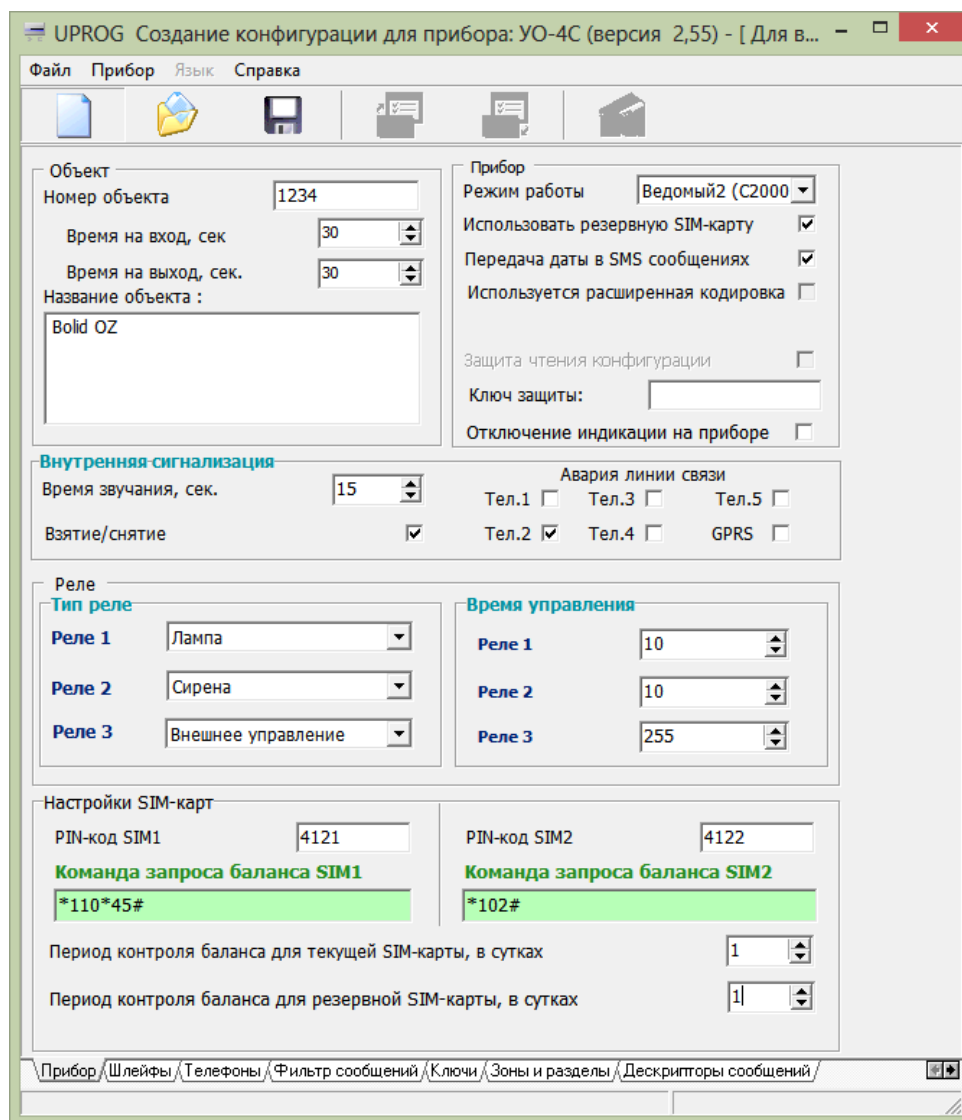 UPROG Создание конфигурации для прибора: УО-4С (версия 2,55) - [ Для в...
Файл Прибор Язык Справка
Объект
Номер объекта 1234
Время на вход, сек 30
Время на выход, сек. 30
Название объекта :
Bolid OZ
Прибор
Режим работы Ведомый2 (С2000
Использовать резервную SIM-карту
Передача даты в SMS сообщениях
Используется расширенная кодировка
Защита чтения конфигурации
Ключ защиты:
Отключение индикации на приборе
Внутренняя сигнализация
Время звучания, сек. 15
Взятие/снятие
Авария линии связи
Тел.1 Тел.3 Тел.5
Тел.2 Тел.4 GPRS
Реле
Тип реле
Реле 1 Лампа
Реле 2 Сирена
Реле 3 Внешнее управление
Время управления
Реле 1 10
Реле 2 10
Реле 3 255
Настройки SIM-карт
PIN-код SIM1 4121
Команда запроса баланса SIM1
*110*45#
PIN-код SIM2 4122
Команда запроса баланса SIM2
*102#
Период контроля баланса для текущей SIM-карты, в сутках 1
Период контроля баланса для резервной SIM-карты, в сутках 1
Прибор Шлейфы Телефоны Фильтр сообщений Ключи Зоны и разделы Дескрипторы сообщений